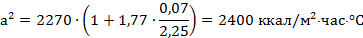 a² = 2270 · (1 + 1,77 · 0,07/2,25) = 2400 ккал/м²·час·°С